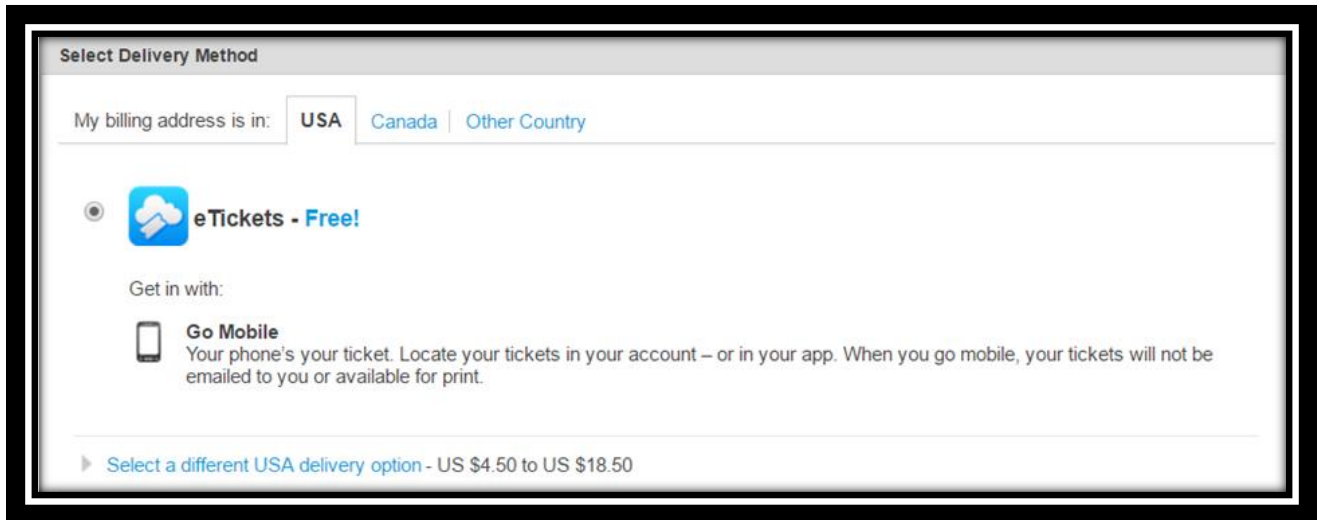 Select Delivery Method
My billing address is in: USA Canada Other Country
eTickets - Free!
Get in with:
Go Mobile
Your phone's your ticket. Locate your tickets in your account – or in your app. When you go mobile, your tickets will not be
emailed to you or available for print.
Select a different USA delivery option - US $4.50 to US $18.50